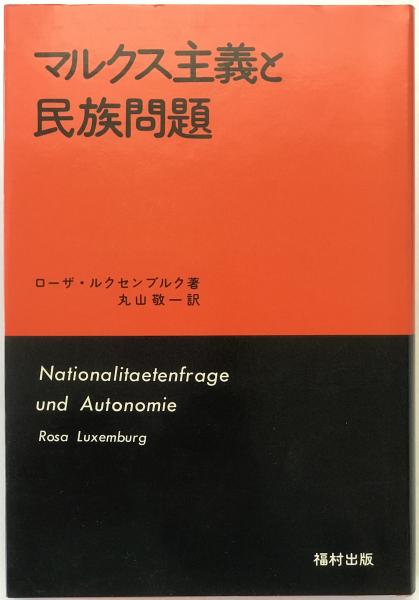 マルクス主義と
民族問題
ローザ・ルクセンブルク著
丸山敬一訳
Nationalitaetenfrage
und Autonomie
Rosa Luxemburg
福村出版